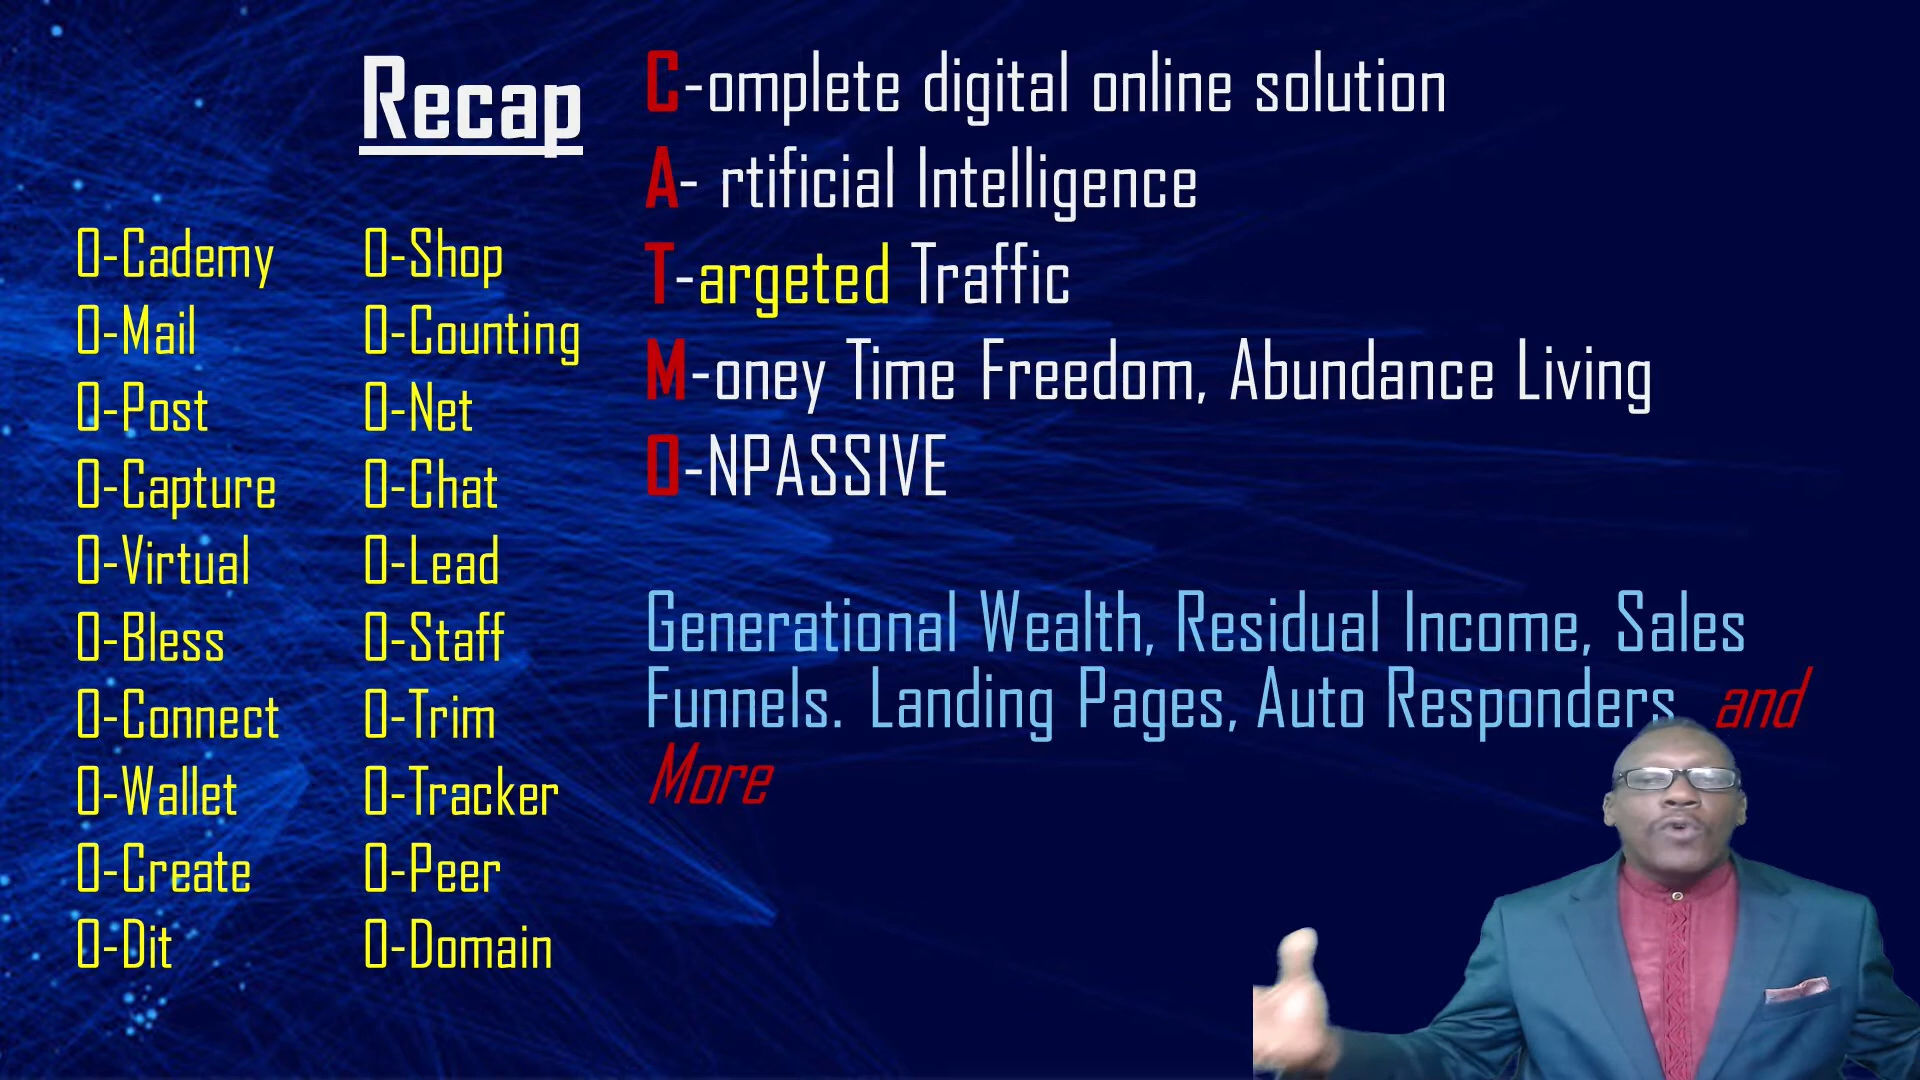 Recap
O-Cademy
O-Mail
O-Post
O-Capture
O-Virtual
O-Bless
O-Connect
O-Wallet
O-Create
O-Dit
O-Shop
O-Counting
O-Net
O-Chat
O-Lead
O-Staff
O-Trim
O-Tracker
O-Peer
O-Domain
C-omplete digital online solution
A- rtificial Intelligence
T-argeted Traffic
M-oney Time Freedom, Abundance Living
O-NPASSIVE
Generational Wealth, Residual Income, Sales
Funnels. Landing Pages, Auto Responders and
More